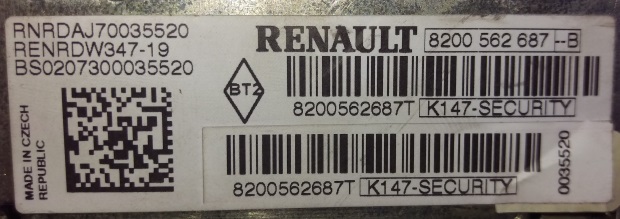 RNRDAJ70035520
RENRDW347-19
BS0207300035520
MADE IN CZECH
REPUBLIC
RENAULT 8200 562 687 --B
BT2
8200562687T K147-SECURITY
8200562687T K147-SECURITY
0035520